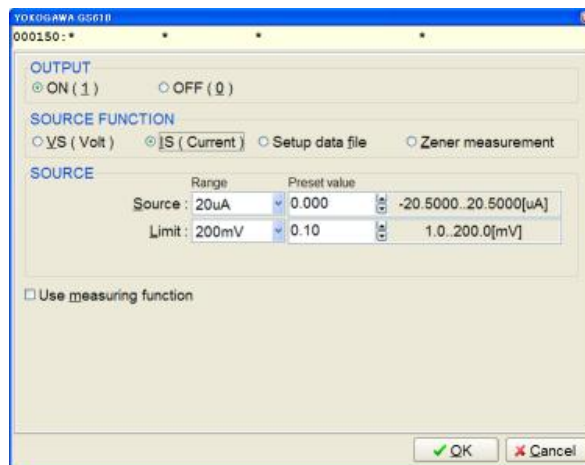 YOKOGAWA GS610
000150:* * * *
OUTPUT
ON ( 1 ) OFF ( 0 )
SOURCE FUNCTION
VS ( Volt ) IS ( Current ) Setup data file Zener measurement
SOURCE
Range Preset value
Source : 20uA 0.000 -20.5000..20.5000[uA]
Limit : 200mV 0.10 1.0..200.0[mV]
Use measuring function
OK Cancel